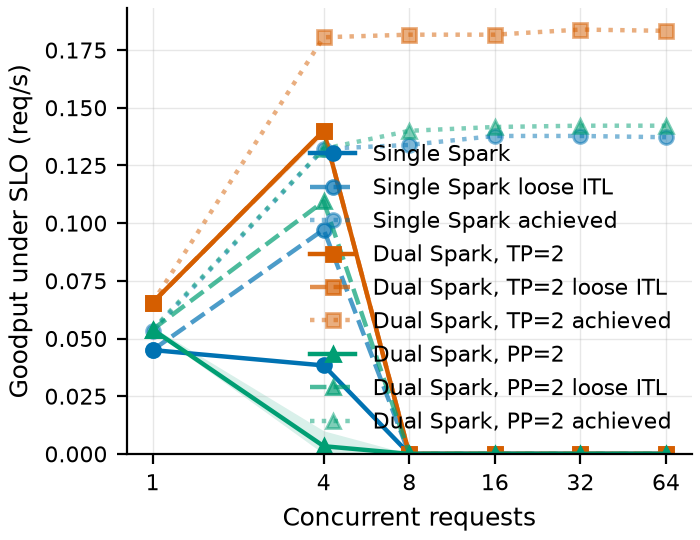 Goodput under SLO (req/s)
0.175
0.150
0.125
0.100
0.075
0.050
0.025
0.000
Single Spark
Single Spark loose ITL
Single Spark achieved
Dual Spark, TP=2
Dual Spark, TP=2 loose ITL
Dual Spark, TP=2 achieved
Dual Spark, PP=2
Dual Spark, PP=2 loose ITL
Dual Spark, PP=2 achieved
1 4 8 16 32 64
Concurrent requests